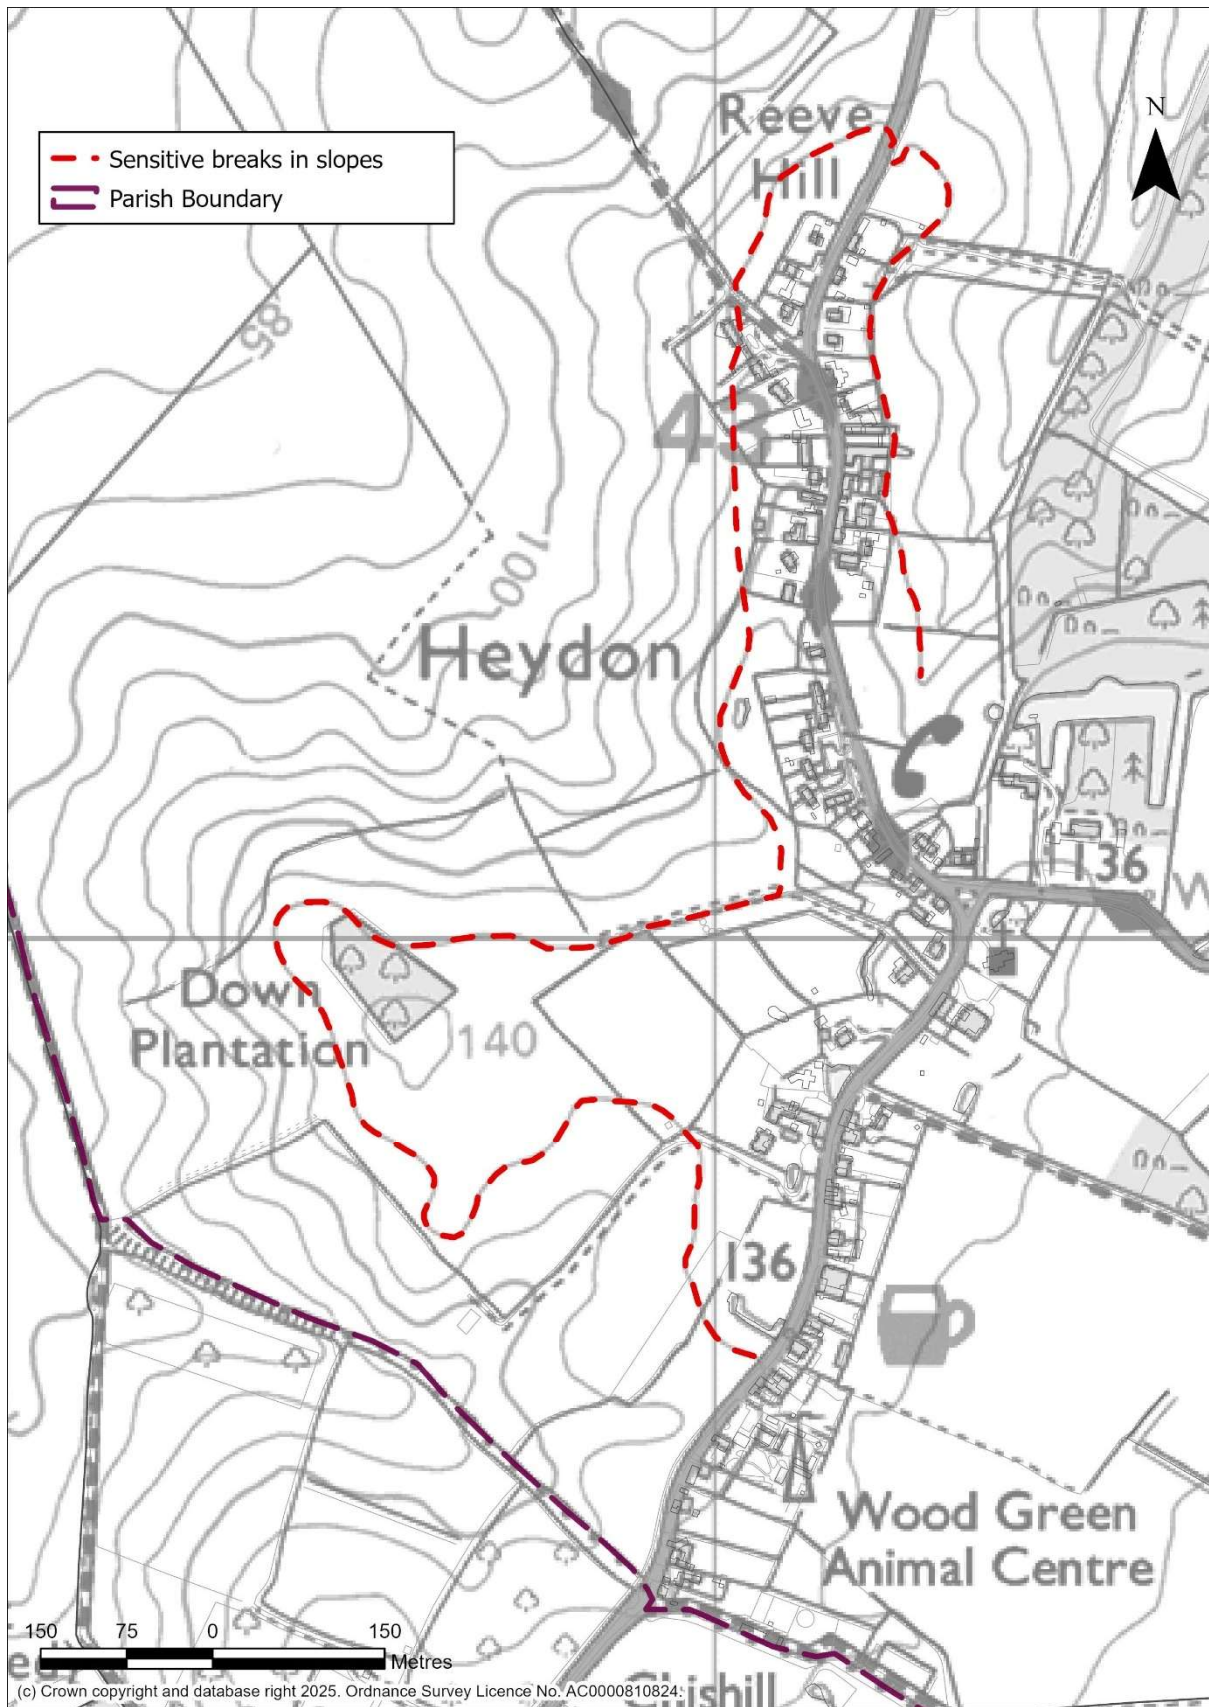 Reeve
Hill
N
Sensitive breaks in slopes
Parish Boundary
85
43
100
Heydon
136
W
Down
Plantation
140
136
Wood Green
Animal Centre
150 75 0 150
Metres
(c) Crown copyright and database right 2025. Ordnance Survey Licence No. AC0000810824.